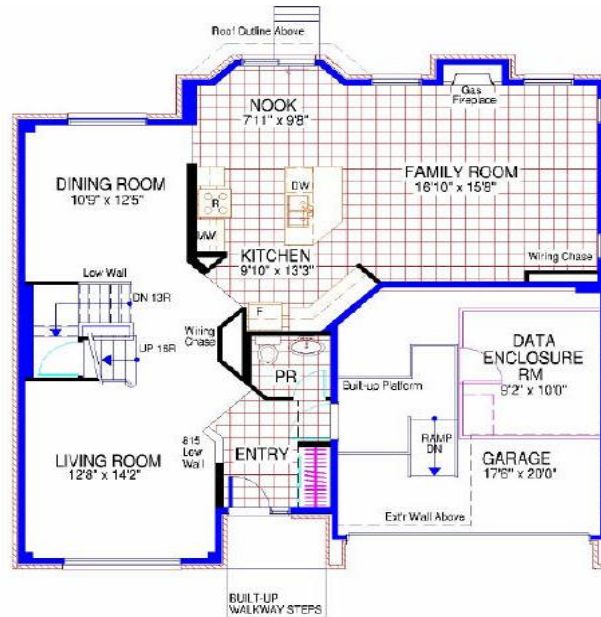 Roof Outline Above
NOOK
7'11" x 9'8"
Gas
Fireplace
DINING ROOM
10'9" x 12'5"
FAMILY ROOM
16'10" x 15'8"
DW
R
MW
KITCHEN
9'10" x 13'3"
Wiring Chase
Low Wall
DN 13R
F
Wiring
Chase
UP 16R
DATA
ENCLOSURE
RM
9'2" x 10'0"
PR
Built-up Platform
815
Low
Wall
ENTRY
RAMP
DN
LIVING ROOM
12'8" x 14'2"
GARAGE
17'6" x 20'0"
Ext'r Wall Above
BUILT-UP
WALKWAY STEPS